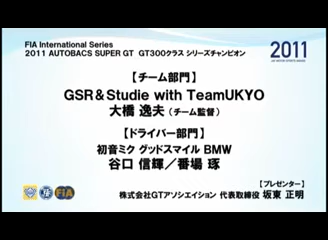 FIA International Series
2011 AUTOBACS SUPER GT GT300クラス シリーズチャンピオン
2011
【チーム部門】
GSR&Studie with TeamUKYO
大橋 逸夫 (チーム監督)
【ドライバー部門】
初音ミク グッドスマイル BMW
谷口 信輝／番場 琢
【プレゼンター】
株式会社GTアソシエイション 代表取締役 坂東 正明
FIA